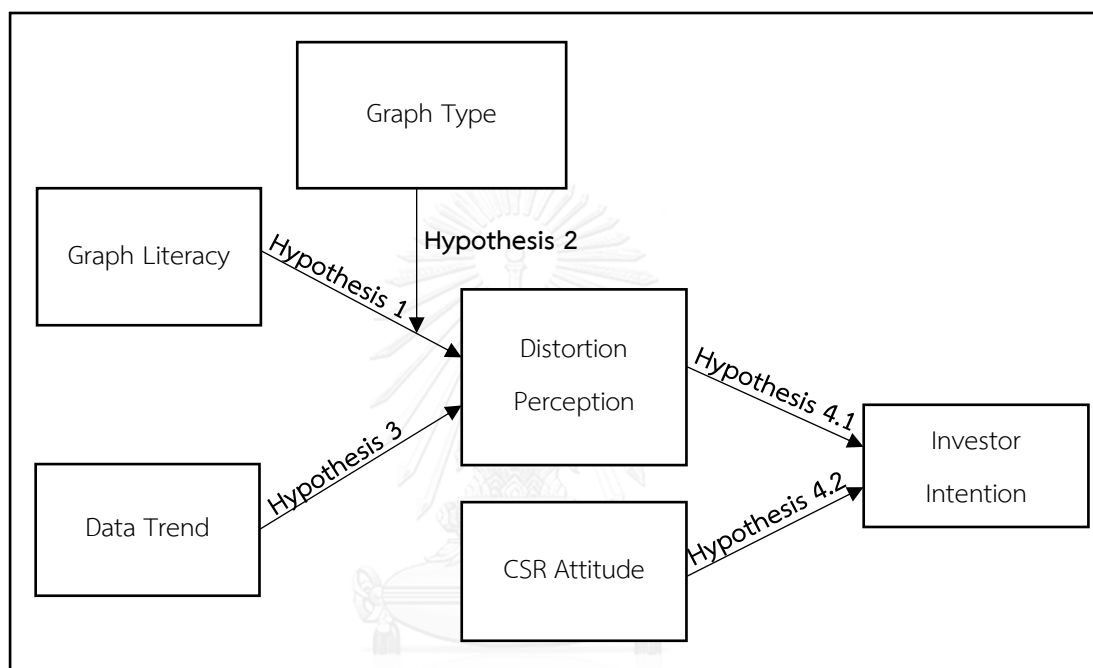 Graph Type
Graph Literacy
Hypothesis 2
Hypothesis 1
Distortion
Perception
Hypothesis 4.1
Hypothesis 3
Investor
Intention
Data Trend
CSR Attitude
Hypothesis 4.2